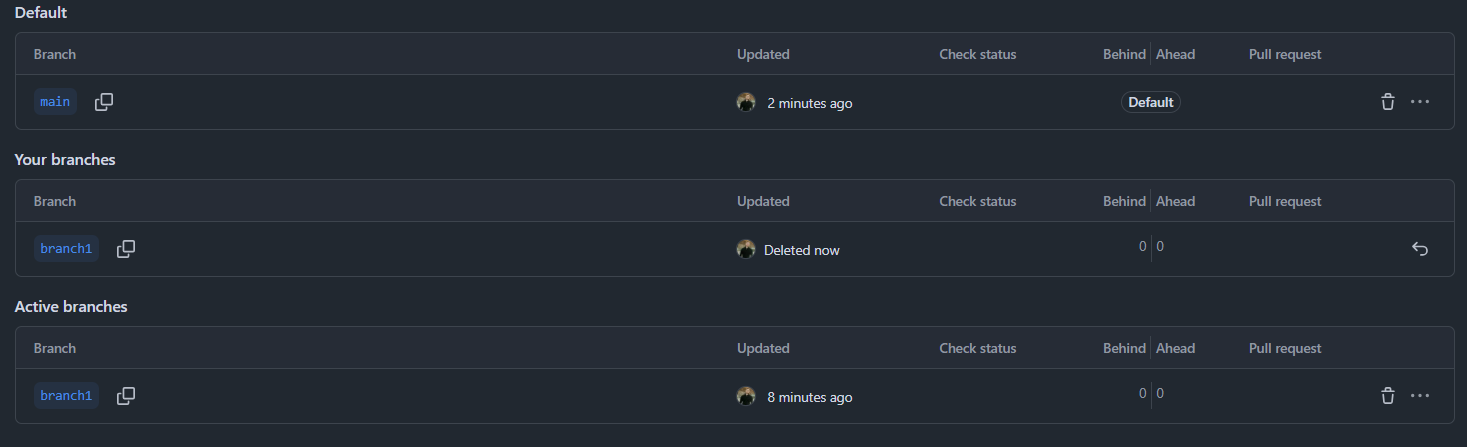 Default
Branch Updated Check status Behind Ahead Pull request
main 2 minutes ago Default
Your branches
Branch Updated Check status Behind Ahead Pull request
branch1 Deleted now 0 0
Active branches
Branch Updated Check status Behind Ahead Pull request
branch1 8 minutes ago 0 0